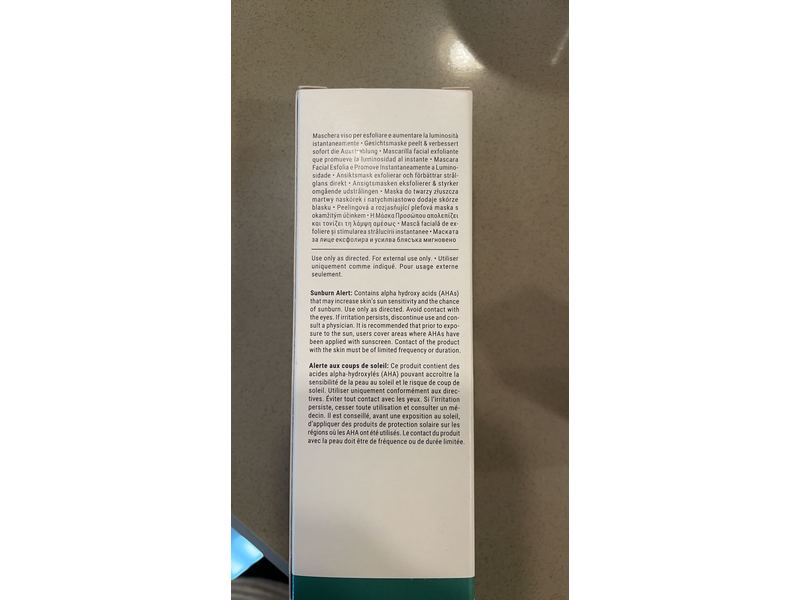 Maschera viso per esfoliare e aumentare la luminosità
istantaneamente • Gesichtsmaske peelt & verbessert
sofort die Ausstrahlung • Mascarilla facial exfoliante
que promueve la luminosidad al instante • Mascara
Facial Esfolia e Promove Instantaneamente a Lumino-
sidade • Ansiktsmask exfolierar och förbättrar strål-
glans direkt • Ansigtsmasken eksfolierer & styrker
omgående udstrålingen • Maska do twarzy złuszcza
martwy naskórek i natychmiastowo dodaje skórze
blasku • Peelingová a rozjasňující pleťová maska s
okamžitým účinkem • Η Μάσκα Προσώπου απολεπίζει
και τονίζει τη λάμψη αμέσως • Mască facială de ex-
foliere și stimularea strălucirii instantanee • Маската
за лице ексфолира и усилва блясъка мигновено
Use only as directed. For external use only. • Utiliser
uniquement comme indiqué. Pour usage externe
seulement.
Sunburn Alert: Contains alpha hydroxy acids (AHAs)
that may increase skin's sun sensitivity and the chance
of sunburn. Use only as directed. Avoid contact with
the eyes. If irritation persists, discontinue use and con-
sult a physician. It is recommended that prior to expo-
sure to the sun, users cover areas where AHAs have
been applied with sunscreen. Contact of the product
with the skin must be of limited frequency or duration.
Alerte aux coups de soleil: Ce produit contient des
acides alpha-hydroxylés (AHA) pouvant accroître la
sensibilité de la peau au soleil et le risque de coup de
soleil. Utiliser uniquement conformément aux direc-
tives. Éviter tout contact avec les yeux. Si l'irritation
persiste, cesser toute utilisation et consulter un mé-
decin. Il est conseillé, avant une exposition au soleil,
d'appliquer des produits de protection solaire sur les
régions où les AHA ont été utilisés. Le contact du produit
avec la peau doit être de fréquence ou de durée limitée.